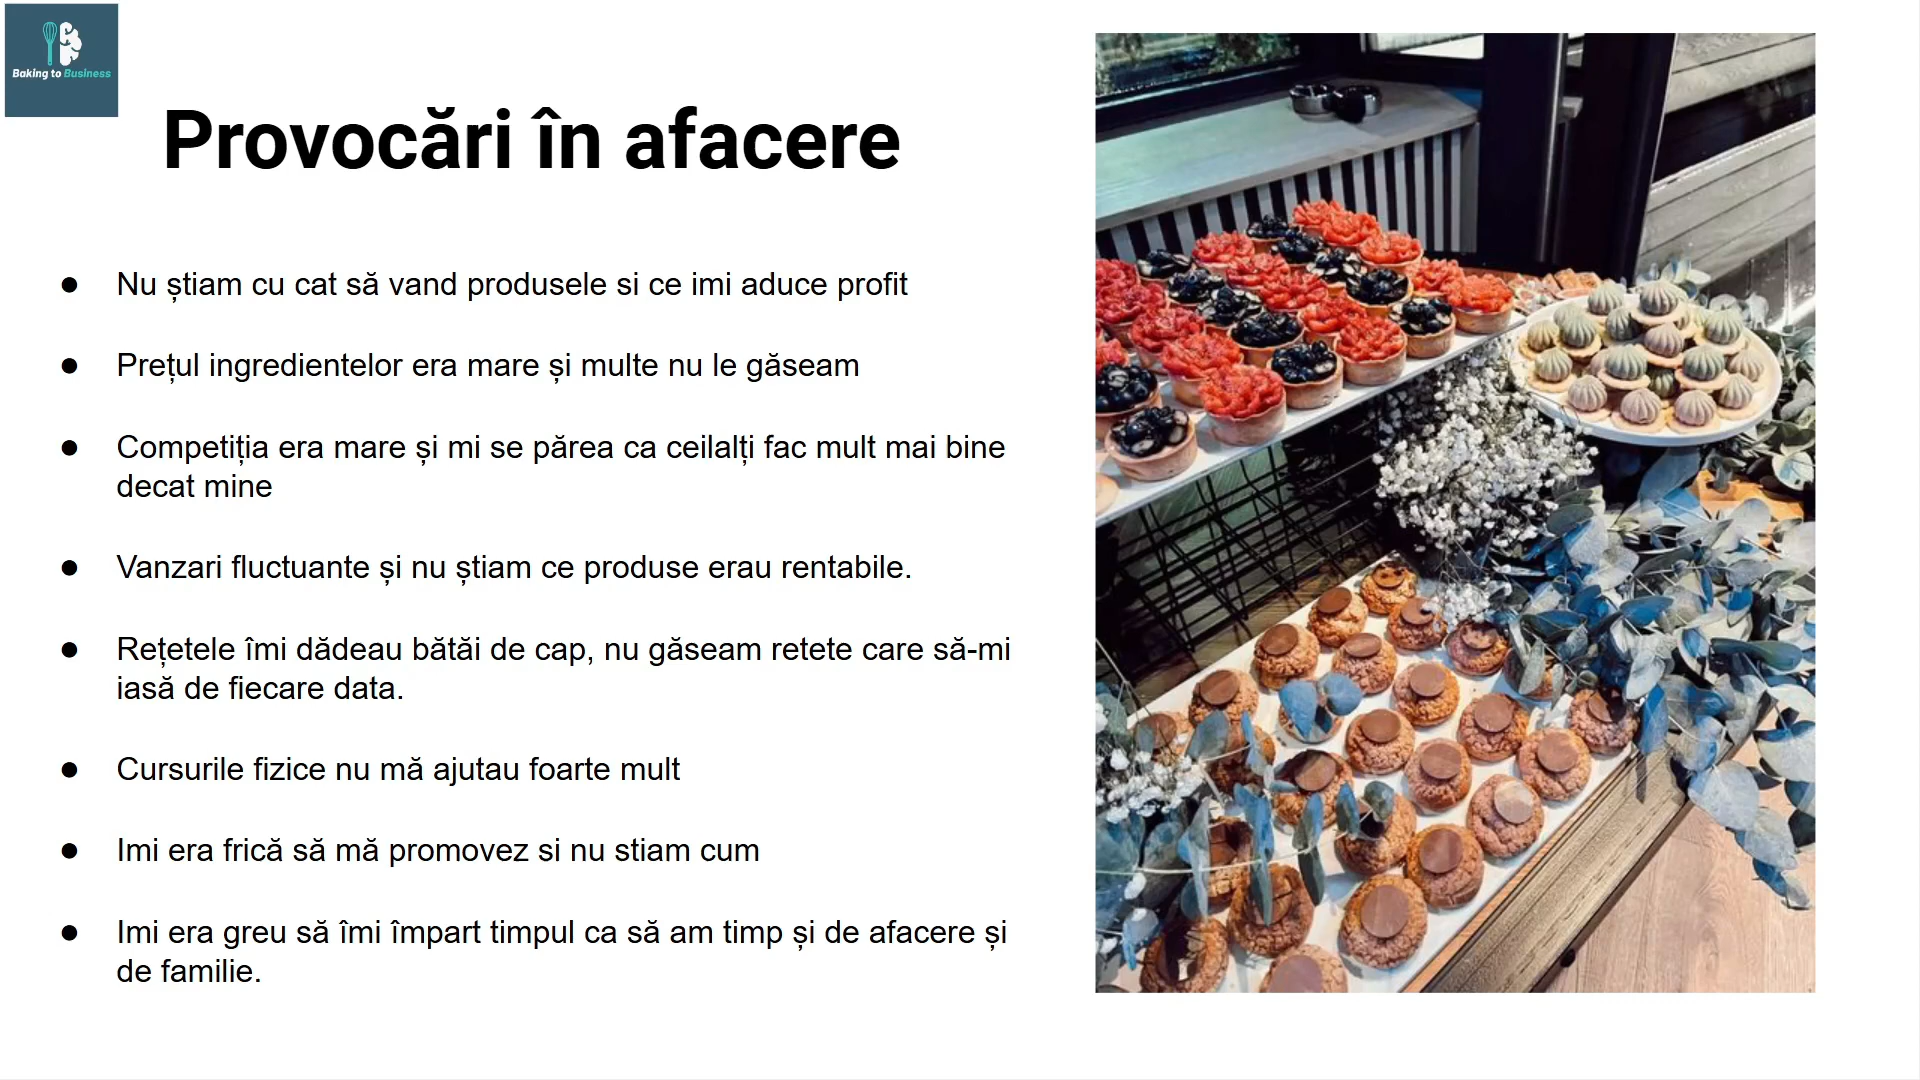 Baking to Business
Provocări în afacere
● Nu știam cu cat să vand produsele si ce imi aduce profit
● Prețul ingredientelor era mare și multe nu le găseam
● Competiția era mare și mi se părea ca ceilalți fac mult mai bine
decat mine
● Vanzari fluctuante și nu știam ce produse erau rentabile.
● Rețetele îmi dădeau bătăi de cap, nu găseam retete care să-mi
iasă de fiecare data.
● Cursurile fizice nu mă ajutau foarte mult
● Imi era frică să mă promovez si nu stiam cum
● Imi era greu să îmi împart timpul ca să am timp și de afacere și
de familie.